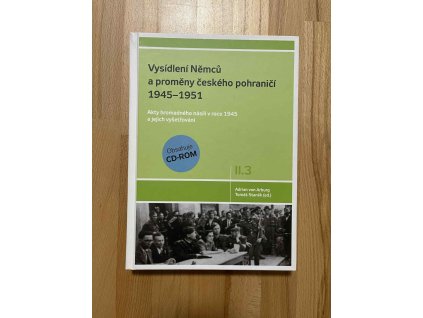 Vysídlení Němců
a proměny českého pohraničí
1945–1951
Akty hromadného násilí v roce 1945
a jejich vyšetřování
Obsahuje
CD-ROM
II.3
Adrian von Arburg
Tomáš Staněk (ed.)